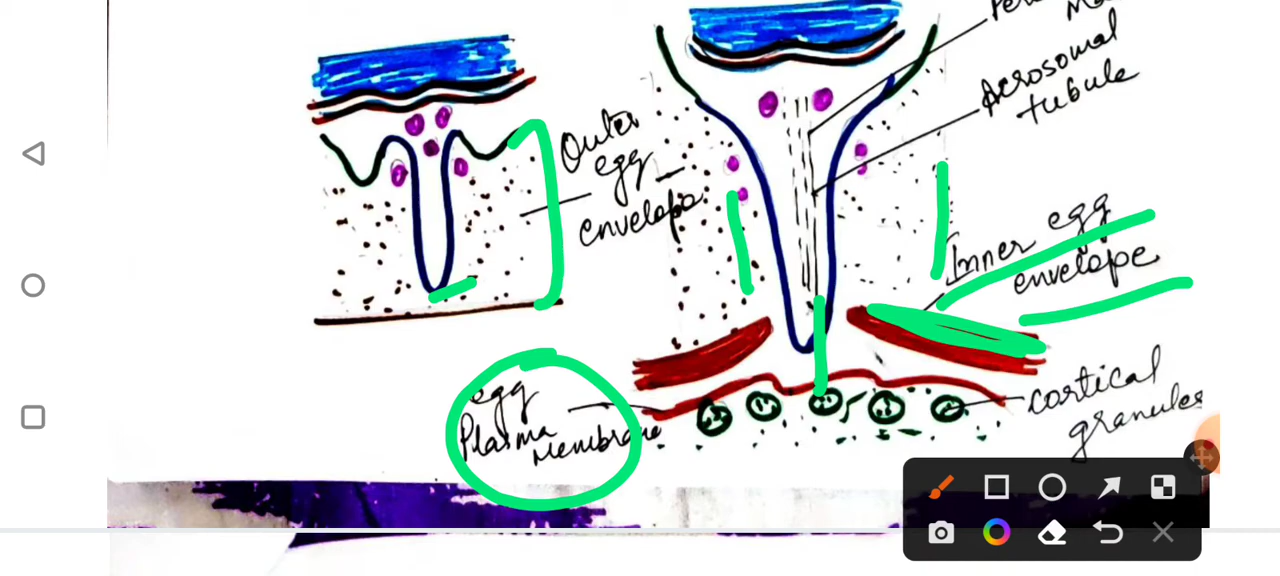 Acrosomal
tubule
Outer
egg
envelope
Inner egg
envelope
egg
Plasma
Membrane
cortical
granules